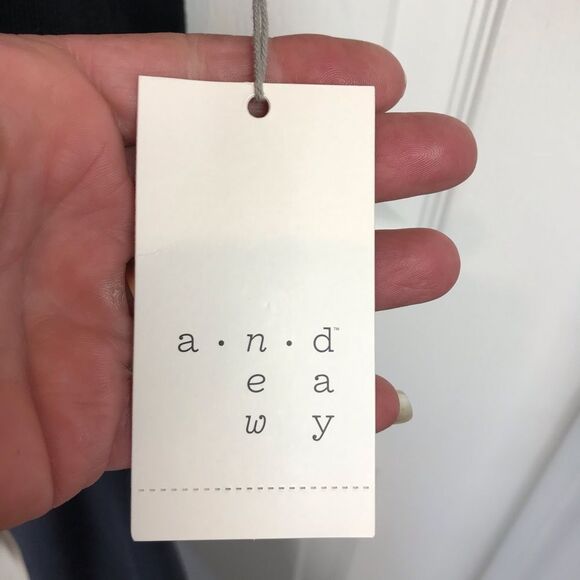 a · n · d™
e a
w y